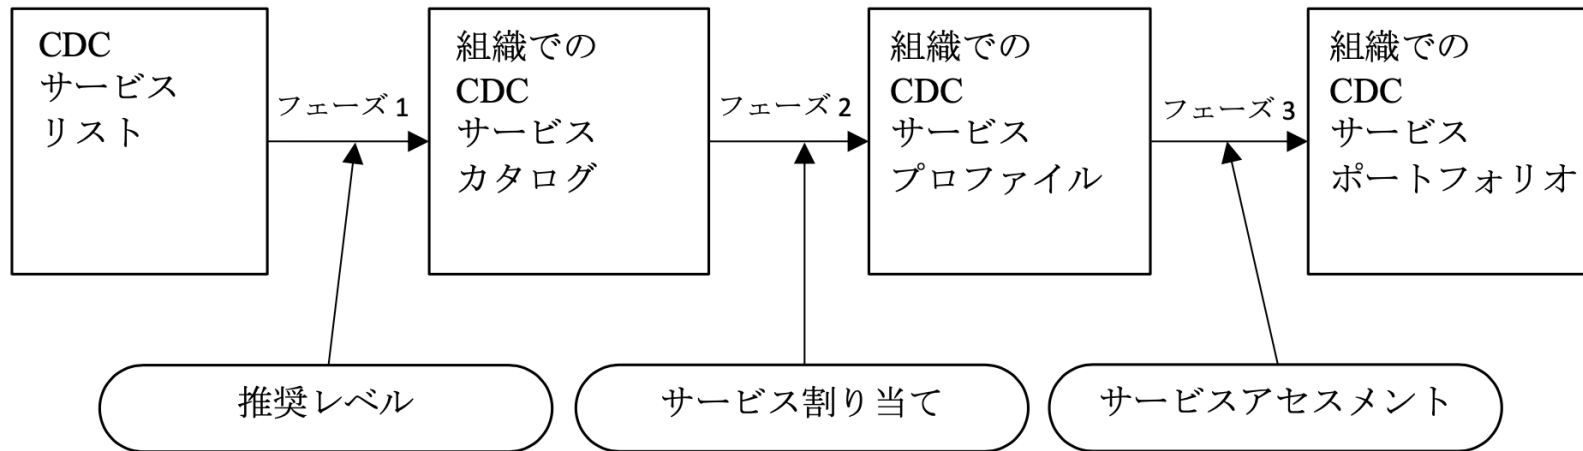 CDC
サービス
リスト
フェーズ 1
組織での
CDC
サービス
カタログ
フェーズ 2
組織での
CDC
サービス
プロファイル
フェーズ 3
組織での
CDC
サービス
ポートフォリオ
推奨レベル
サービス割り当て
サービスアセスメント